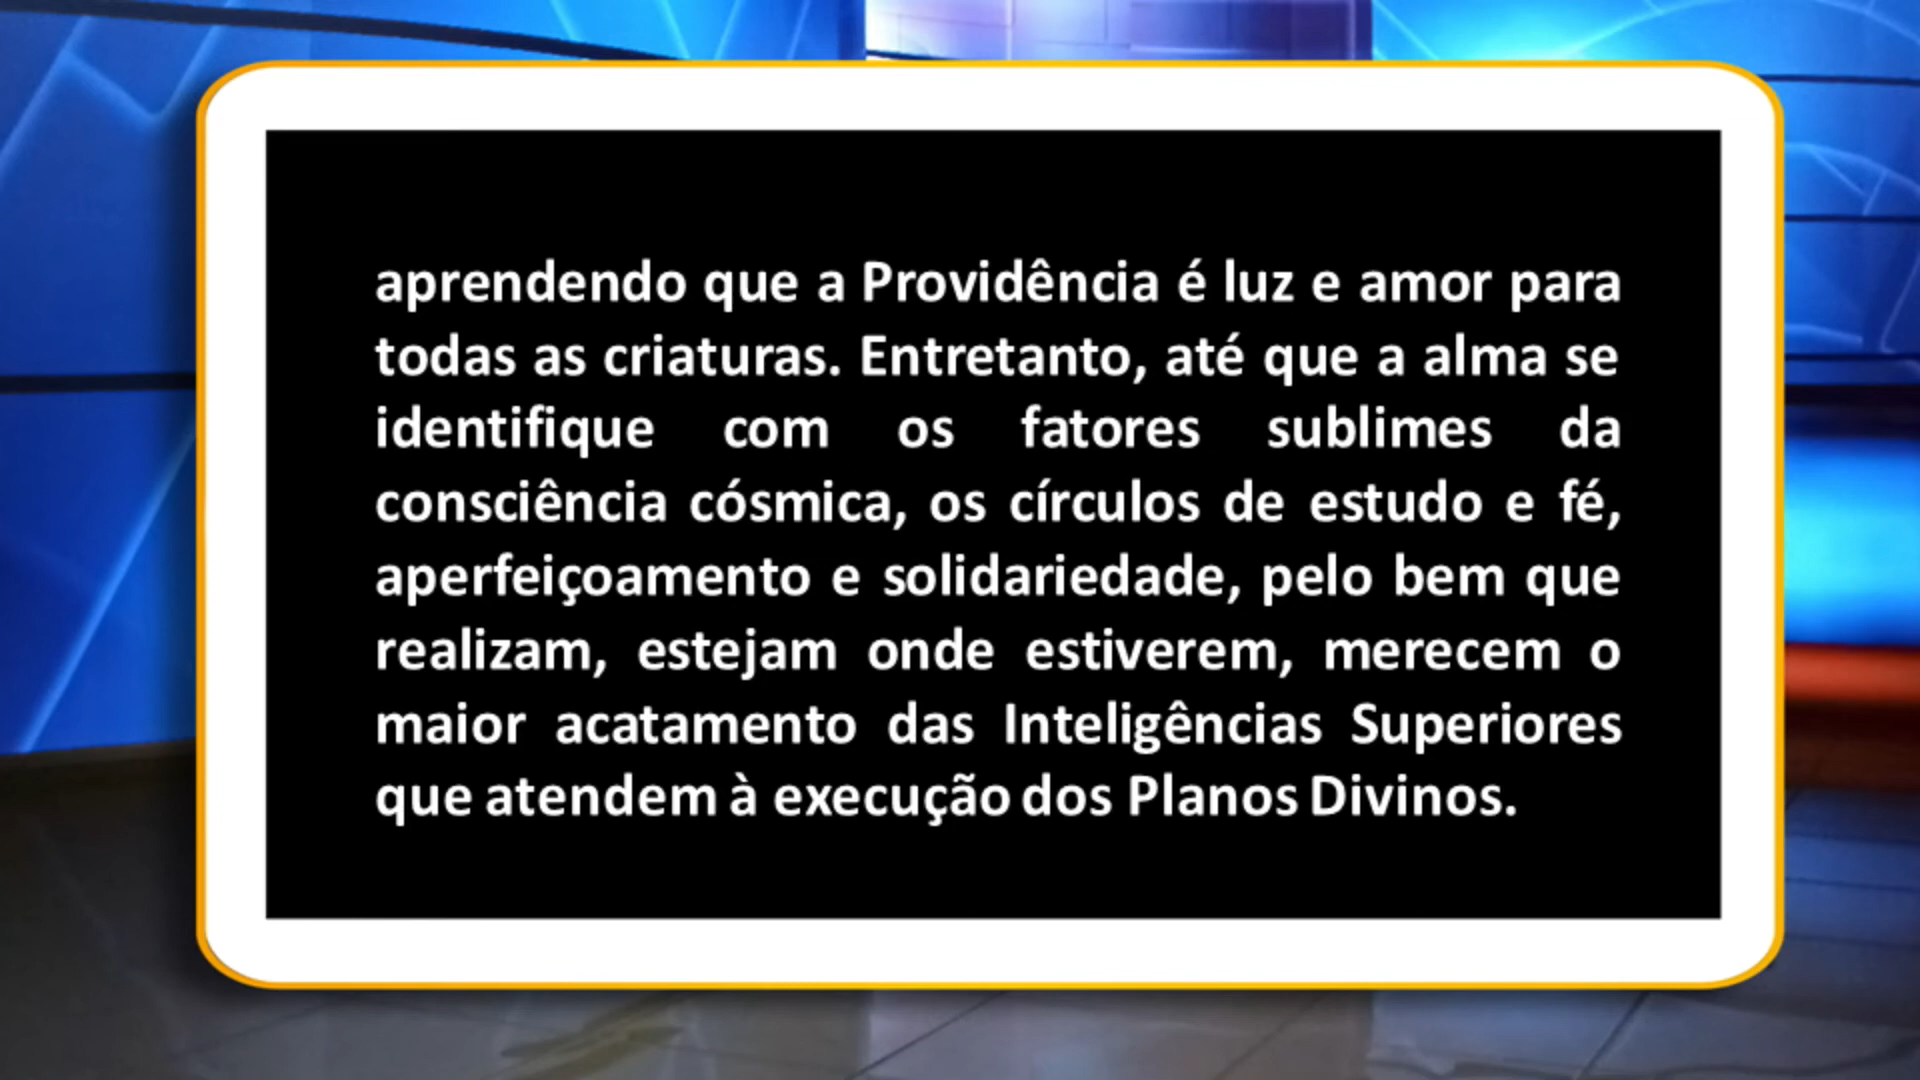 aprendendo que a Providência é luz e amor para
todas as criaturas. Entretanto, até que a alma se
identifique com os fatores sublimes da
consciência cósmica, os círculos de estudo e fé,
aperfeiçoamento e solidariedade, pelo bem que
realizam, estejam onde estiverem, merecem o
maior acatamento das Inteligências Superiores
que atendem à execução dos Planos Divinos.